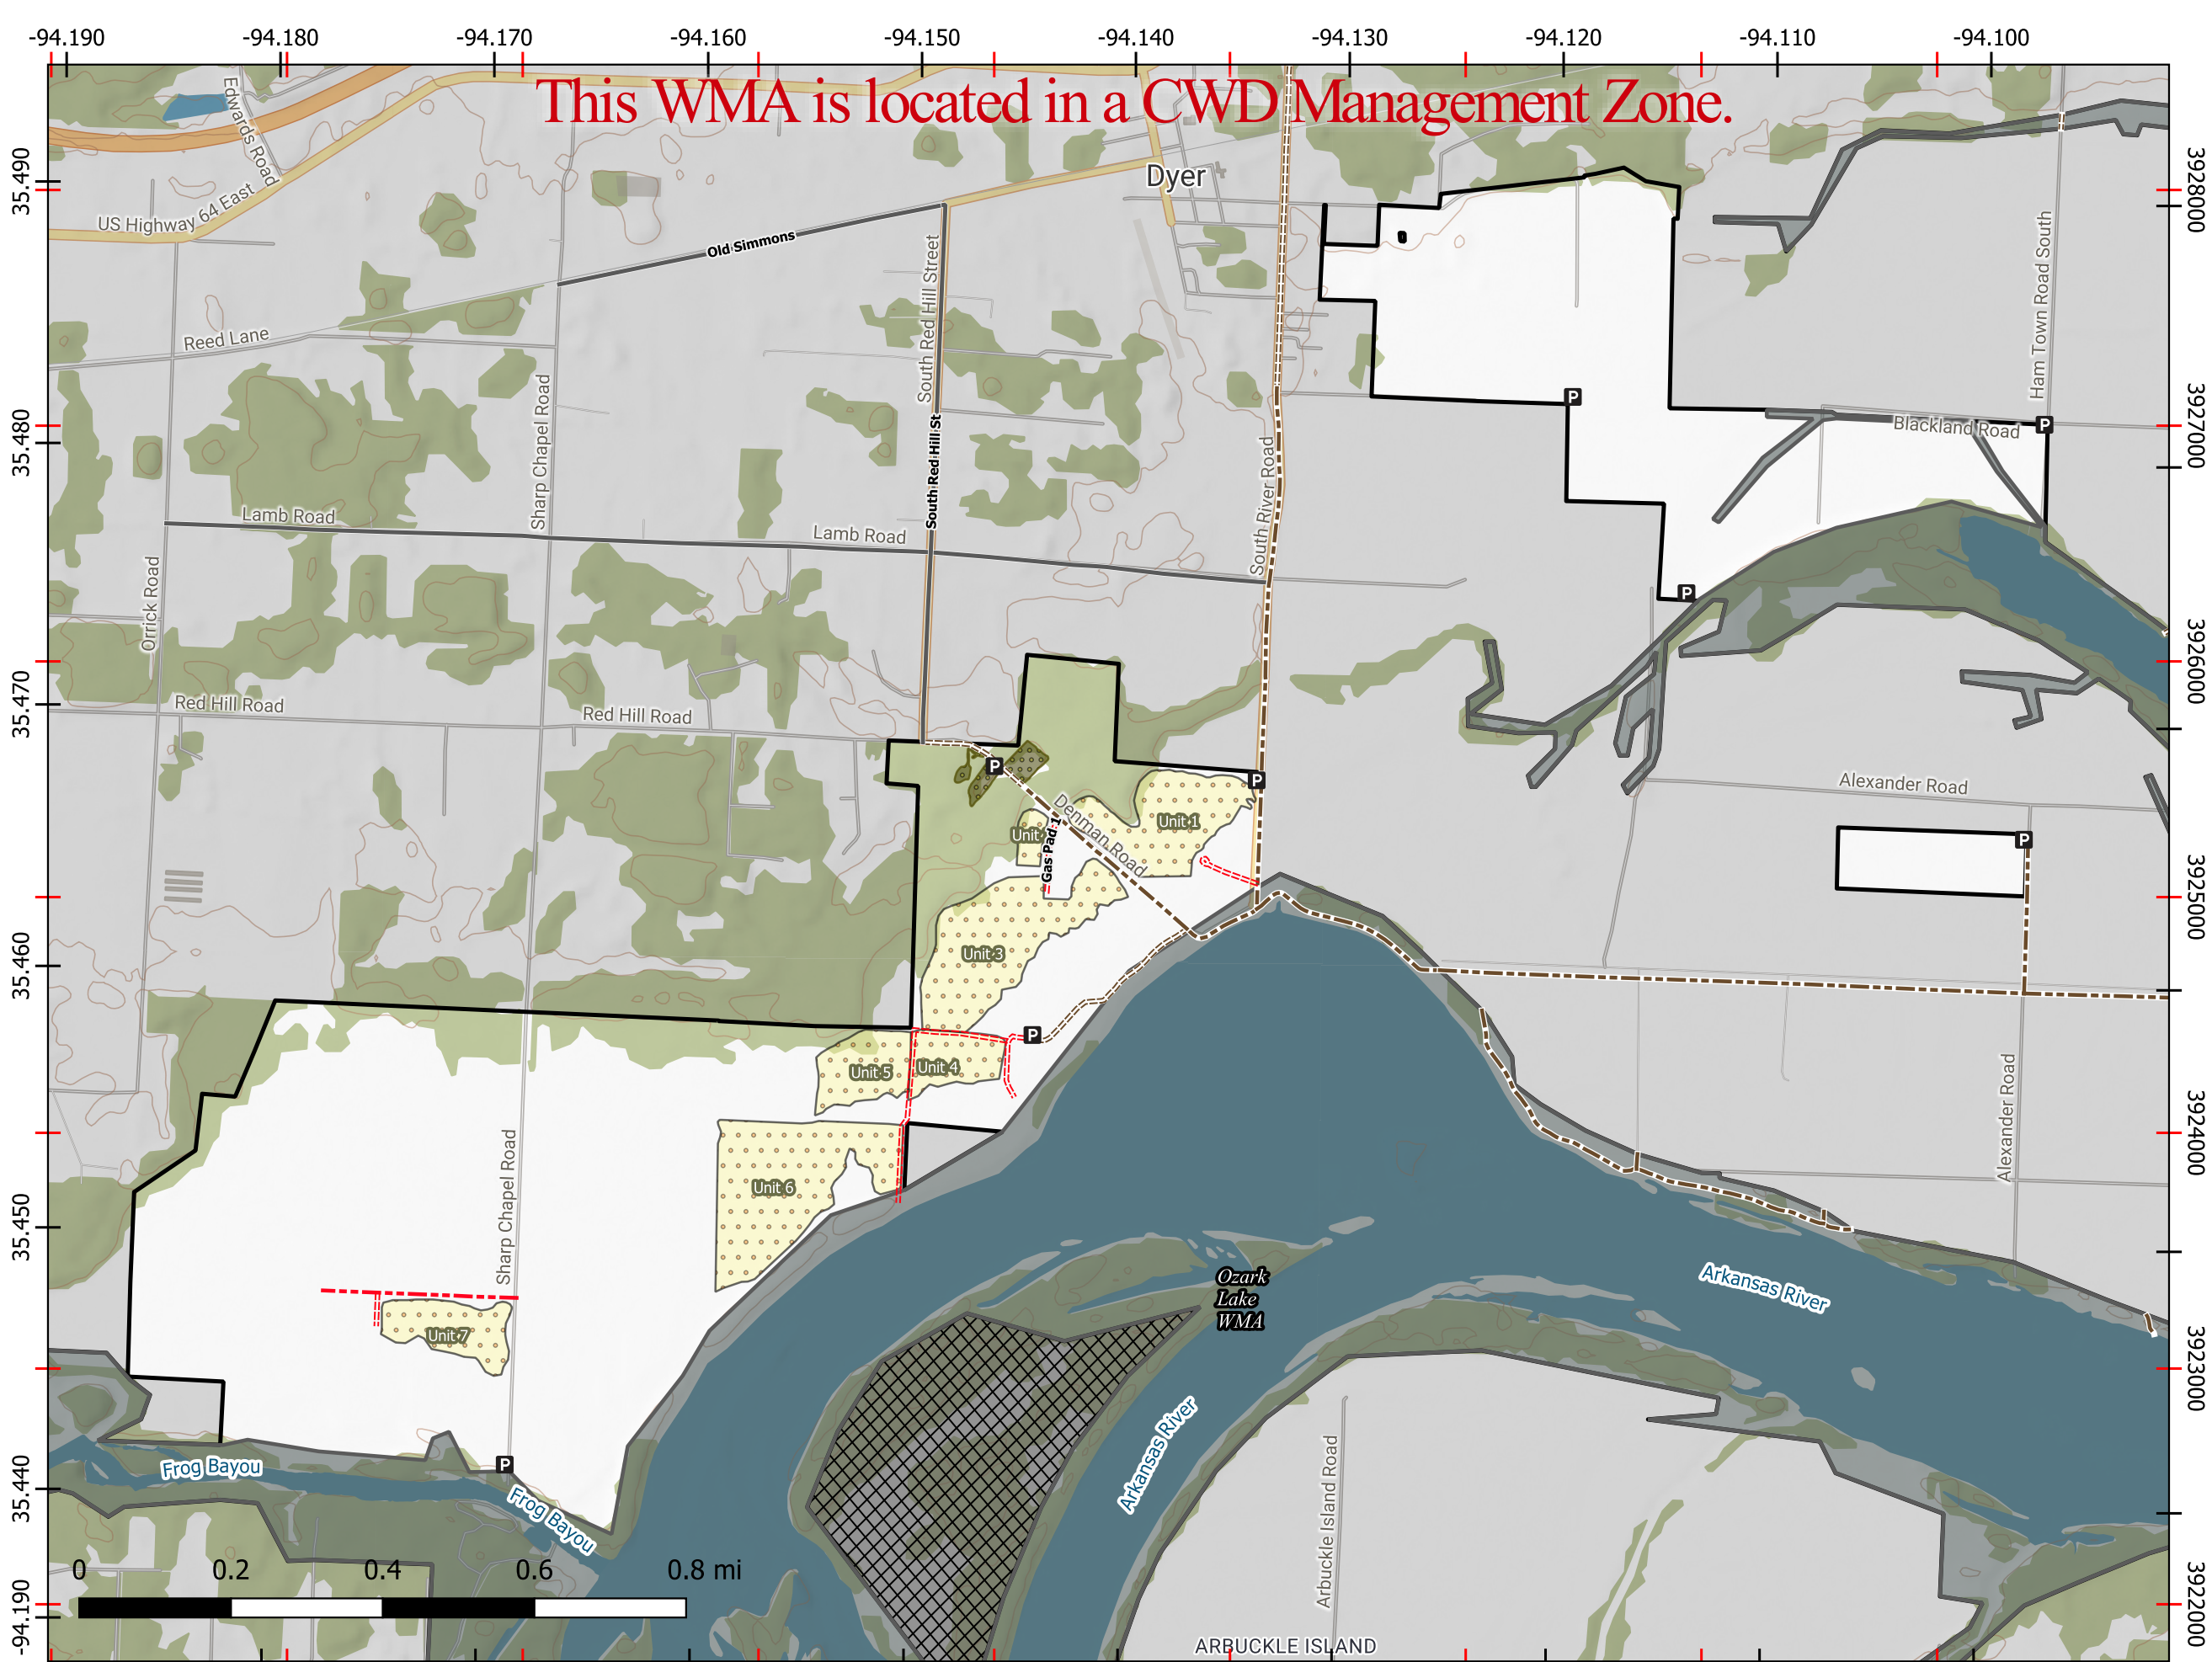 -94.190 -94.180 -94.170 -94.160 -94.150 -94.140 -94.130 -94.120 -94.110 -94.100
This WMA is located in a CWD Management Zone.
Edwards Road
US Highway 64 East
Dyer
Old Simmons
South Red Hill Street
Reed Lane
Sharp Chapel Road
South Red Hill St
South River Road
Ham Town Road South
Blackland Road
P
P
Lamb Road
Lamb Road
Orrick Road
P
Red Hill Road
Red Hill Road
P
P
Denman Road
Unit 1
Unit
Gas Pad 1
Alexander Road
P
Unit 3
P
Unit 5
Unit 4
Alexander Road
Unit 6
Sharp Chapel Road
Ozark
Lake
WMA
Arkansas River
Unit 7
Arkansas River
Arbuckle Island Road
P
Frog Bayou
Frog Bayou
0 0.2 0.4 0.6 0.8 mi
ARBUCKLE ISLAND
35.490
35.480
35.470
35.460
35.450
35.440
-94.190
3928000
3927000
3926000
3925000
3924000
3923000
3922000